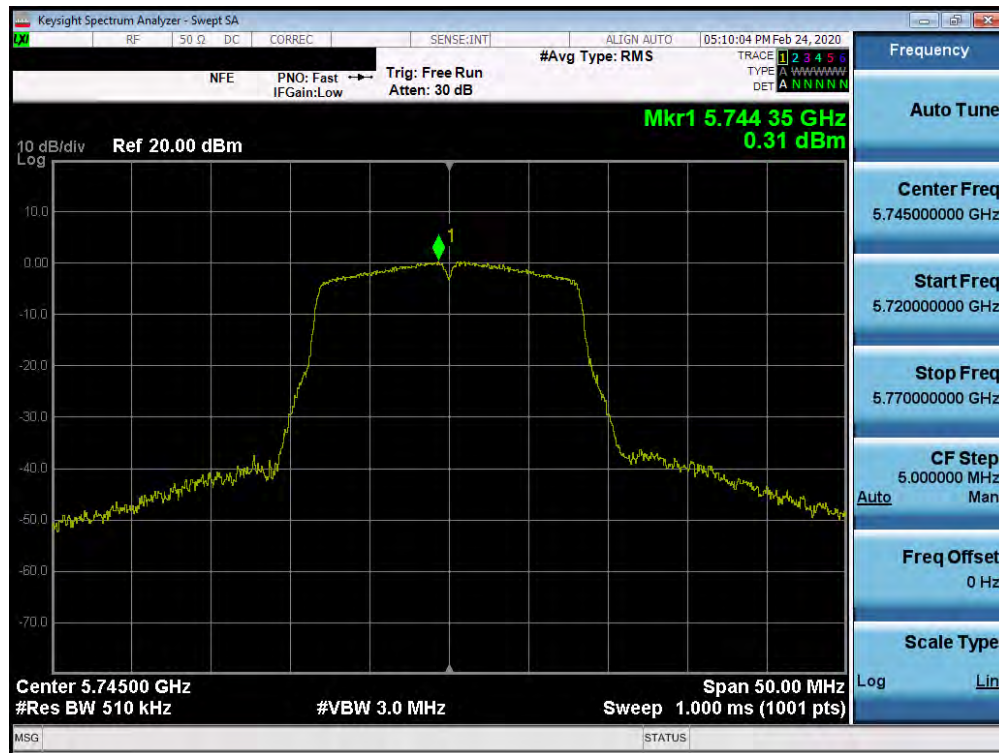 Keysight Spectrum Analyzer - Swept SA
LXI RF 50 Ω DC CORREC SENSE:INT ALIGN AUTO 05:10:04 PM Feb 24, 2020
NFE PNO: Fast Trig: Free Run #Avg Type: RMS TRACE 1 2 3 4 5 6
IFGain:Low Atten: 30 dB TYPE A WWWWW
DET A N N N N N
Mkr1 5.744 35 GHz
0.31 dBm
10 dB/div Ref 20.00 dBm
Log
10.0
1
0.00
-10.0
-20.0
-30.0
-40.0
-50.0
-60.0
-70.0
Center 5.74500 GHz Span 50.00 MHz
#Res BW 510 kHz #VBW 3.0 MHz Sweep 1.000 ms (1001 pts)
MSG STATUS
Frequency
Auto Tune
Center Freq
5.745000000 GHz
Start Freq
5.720000000 GHz
Stop Freq
5.770000000 GHz
CF Step
5.000000 MHz
Auto Man
Freq Offset
0 Hz
Scale Type
Log Lin